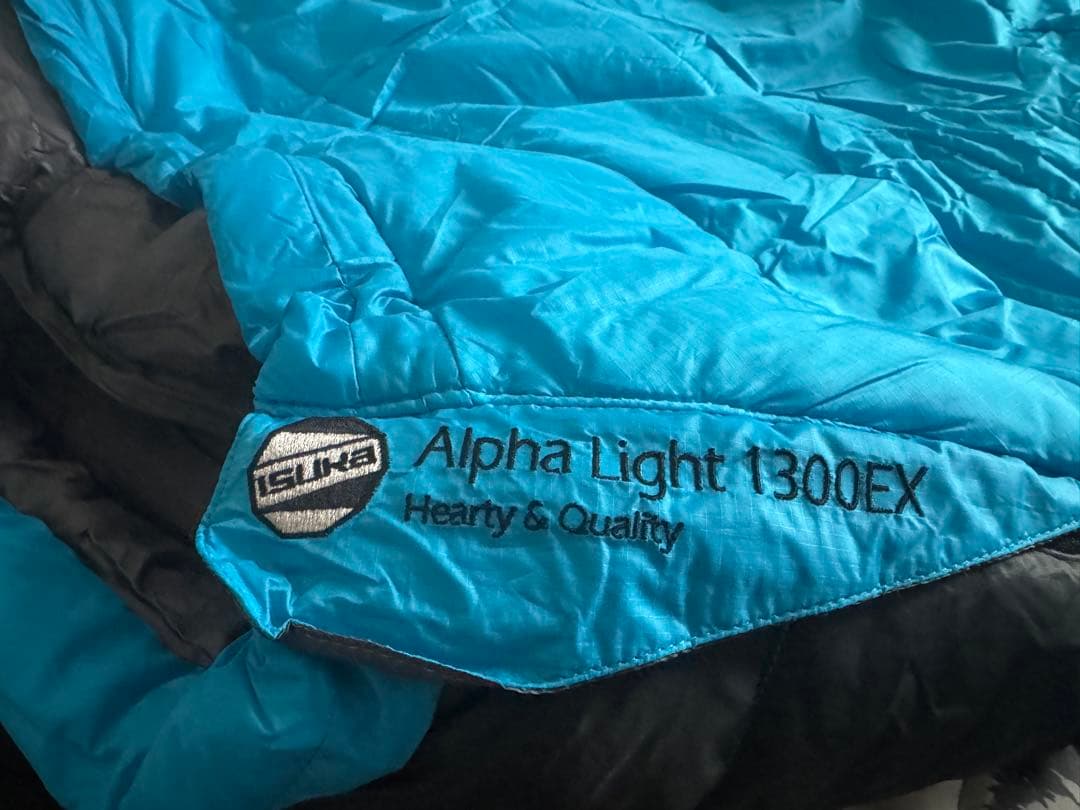 ISUKA
Alpha Light 1300EX
Hearty & Quality